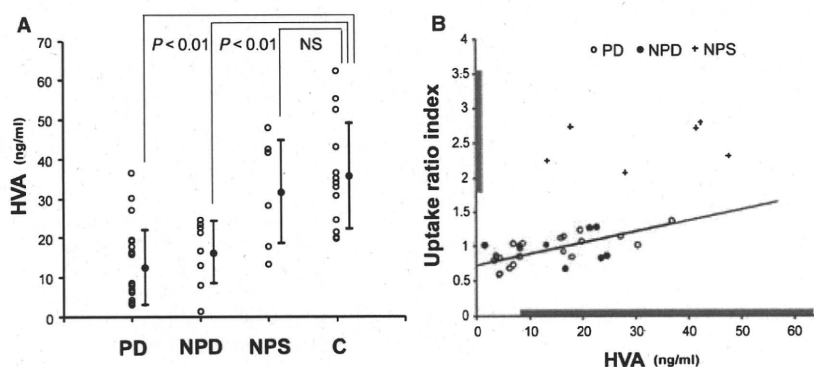 A
P < 0.01
P < 0.01
NS
HVA (ng/ml)
70
60
50
40
30
20
10
0
PD NPD NPS C
B
PD NPD NPS
Uptake ratio index
4
3.5
3
2.5
2
1.5
1
0.5
0
0 10 20 30 40 50 60
HVA (ng/ml)